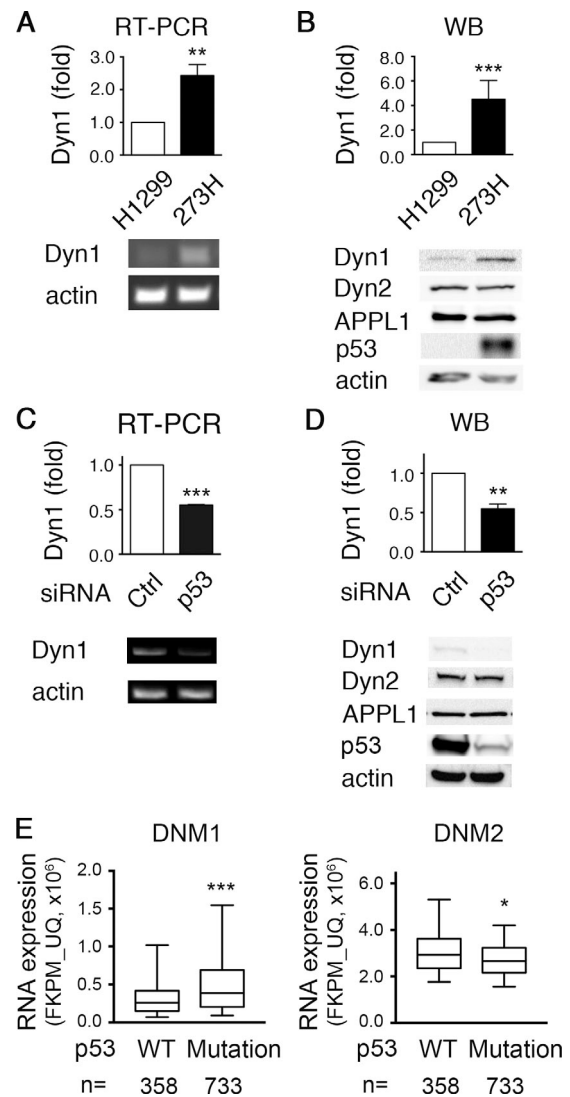 A
RT-PCR
Dyn1 (fold)
3.0
2.0
1.0
0.0
**
H1299
273H
Dyn1
actin
B
WB
Dyn1 (fold)
8.0
6.0
4.0
2.0
0.0
***
H1299
273H
Dyn1
Dyn2
APPL1
p53
actin
C
RT-PCR
Dyn1 (fold)
1.0
0.5
0.0
***
siRNA
Ctrl
p53
Dyn1
actin
D
WB
Dyn1 (fold)
1.0
0.5
0.0
**
siRNA
Ctrl
p53
Dyn1
Dyn2
APPL1
p53
actin
E
DNM1
RNA expression
(FKPM_UQ, x10⁶)
2.0
1.5
1.0
0.5
0.0
***
p53 WT Mutation
n= 358 733
DNM2
RNA expression
(FKPM_UQ, x10⁶)
6.0
4.0
2.0
0.0
*
p53 WT Mutation
n= 358 733